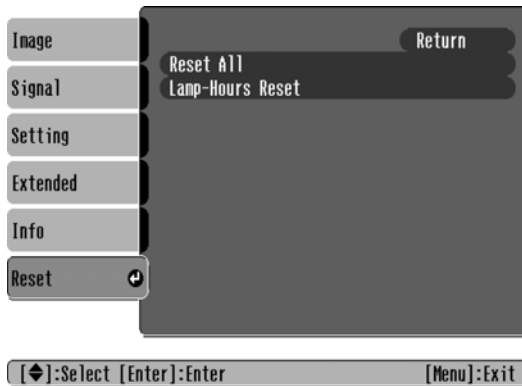 Image
Signal
Setting
Extended
Info
Reset
Return
Reset All
Lamp-Hours Reset
[◆]:Select [Enter]:Enter [Menu]:Exit